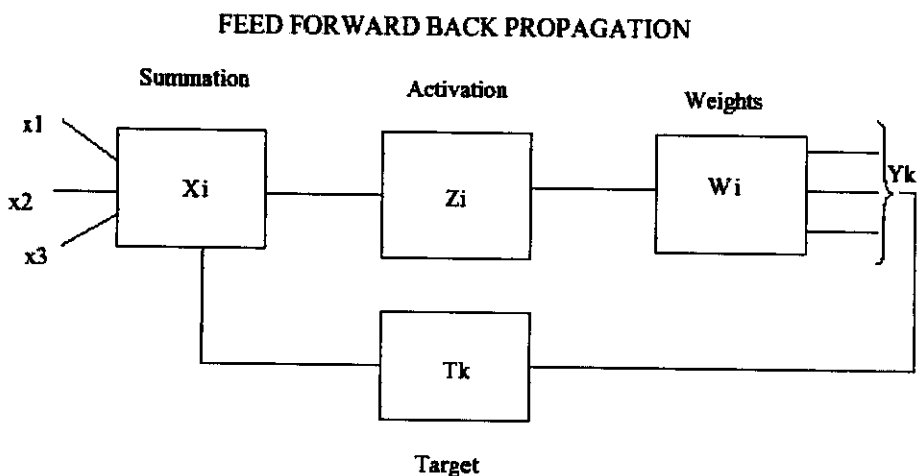 FEED FORWARD BACK PROPAGATION
Summation
Activation
Weights
x1
x2
x3
Xi
Zi
Wi
Yk
Tk
Target